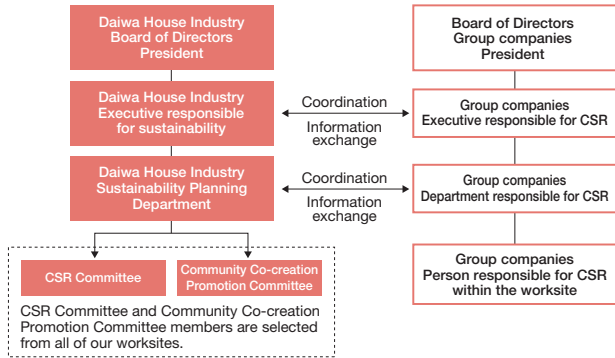 Daiwa House Industry
Board of Directors
President
Board of Directors
Group companies
President
Daiwa House Industry
Executive responsible
for sustainability
Coordination
Information
exchange
Group companies
Executive responsible for CSR
Daiwa House Industry
Sustainability Planning
Department
Coordination
Information
exchange
Group companies
Department responsible for CSR
CSR Committee
Community Co-creation
Promotion Committee
Group companies
Person responsible for CSR
within the worksite
CSR Committee and Community Co-creation
Promotion Committee members are selected
from all of our worksites.